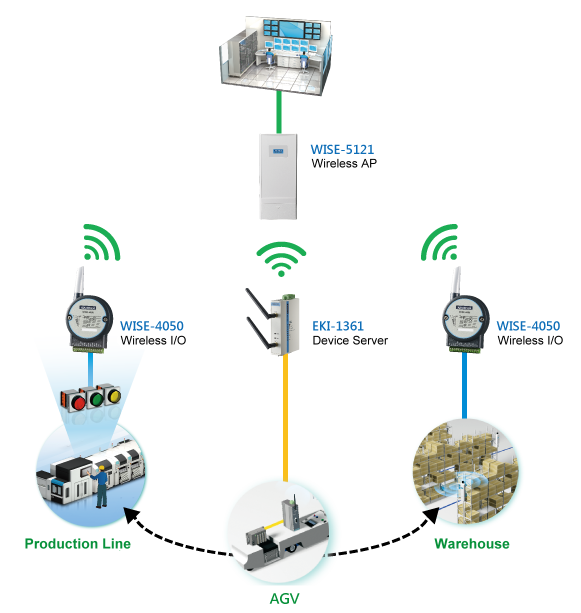 WISE-5121
Wireless AP
WISE-4050
Wireless I/O
EKI-1361
Device Server
WISE-4050
Wireless I/O
Production Line
Warehouse
AGV